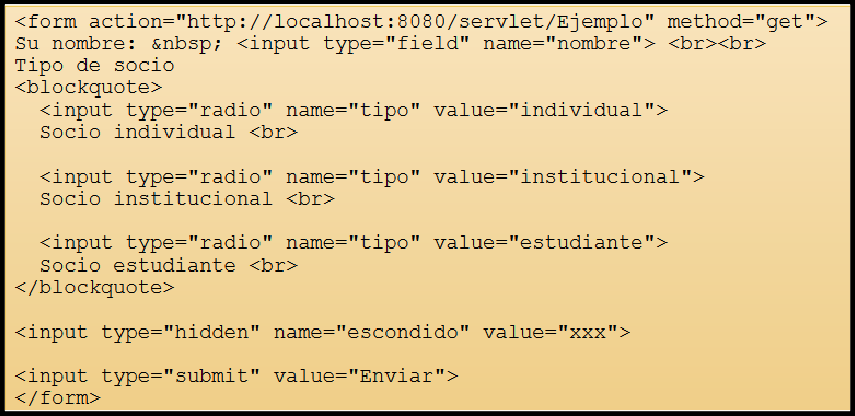 <form action="http://localhost:8080/servlet/Ejemplo" method="get">
Su nombre: &nbsp; <input type="field" name="nombre"> <br><br>
Tipo de socio
<blockquote>
<input type="radio" name="tipo" value="individual">
Socio individual <br>
<input type="radio" name="tipo" value="institucional">
Socio institucional <br>
<input type="radio" name="tipo" value="estudiante">
Socio estudiante <br>
</blockquote>
<input type="hidden" name="escondido" value="xxx">
<input type="submit" value="Enviar">
</form>